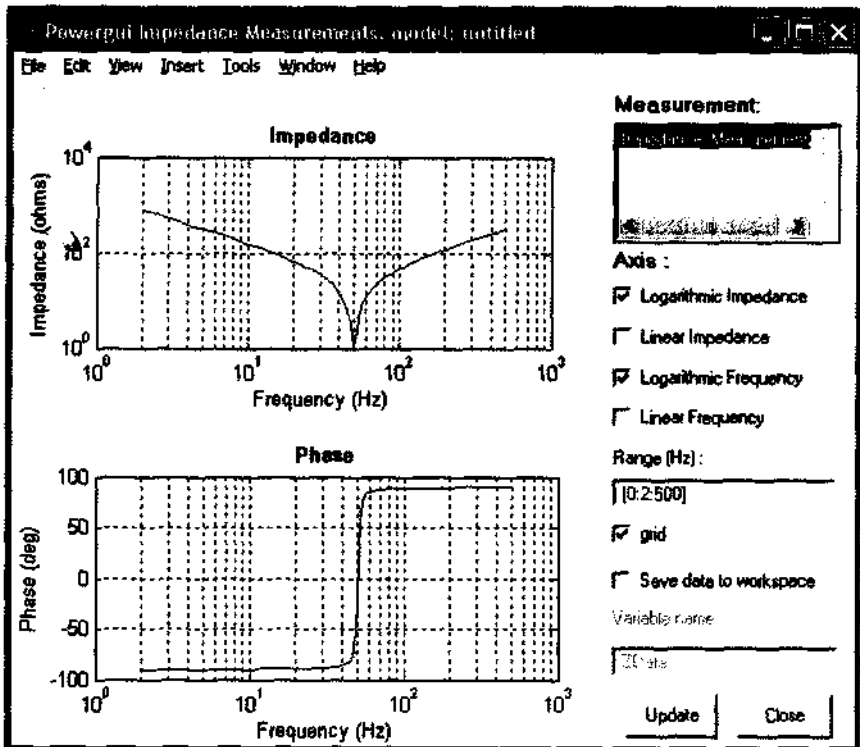 Powergui Impedance Measurements. model: untitled
File Edit View Insert Tools Window Help
Impedance
Impedance (ohms)
10^4
10^2
10^0
10^0 10^1 10^2 10^3
Frequency (Hz)
Phase
Phase (deg)
100
50
0
-50
-100
10^0 10^1 10^2 10^3
Frequency (Hz)
Measurement:
Impedance Measurement
Axis :
Logarithmic Impedance
Linear Impedance
Logarithmic Frequency
Linear Frequency
Range (Hz) :
[0:2:500]
grid
Save data to workspace
Variable name
ZData
Update Close